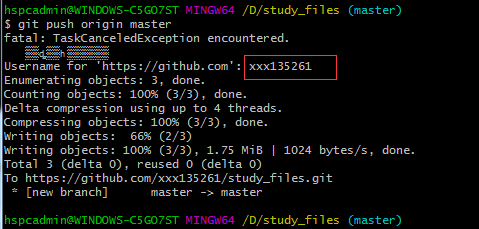 hspcadmin@WINDOWS-C5GO7ST MINGW64 /D/study_files (master)
$ git push origin master
fatal: TaskCanceledException encountered.
Username for 'https://github.com': xxx135261
Enumerating objects: 3, done.
Counting objects: 100% (3/3), done.
Delta compression using up to 4 threads.
Compressing objects: 100% (3/3), done.
Writing objects:  66% (2/3)
Writing objects: 100% (3/3), 1.75 MiB | 1024 bytes/s, done.
Total 3 (delta 0), reused 0 (delta 0)
To https://github.com/xxx135261/study_files.git
 * [new branch]      master -> master
hspcadmin@WINDOWS-C5GO7ST MINGW64 /D/study_files (master)